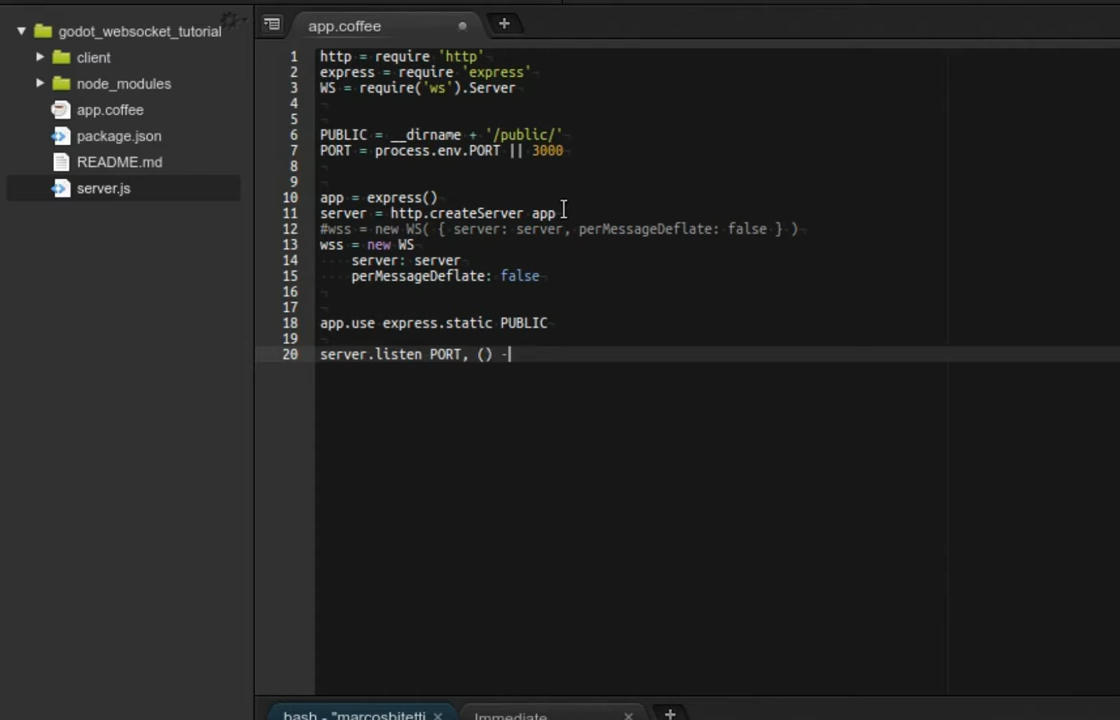 godot_websocket_tutorial
client
node_modules
app.coffee
package.json
README.md
server.js
app.coffee
1 http = require 'http'
2 express = require 'express'
3 WS = require('ws').Server
4
5
6 PUBLIC = __dirname + '/public/'
7 PORT = process.env.PORT || 3000
8
9
10 app = express()
11 server = http.createServer app
12 #wss = new WS( { server: server, perMessageDeflate: false } )
13 wss = new WS
14     server: server
15     perMessageDeflate: false
16
17
18 app.use express.static PUBLIC
19
20 server.listen PORT, () -
bash - "marcosbitetti
Immediate